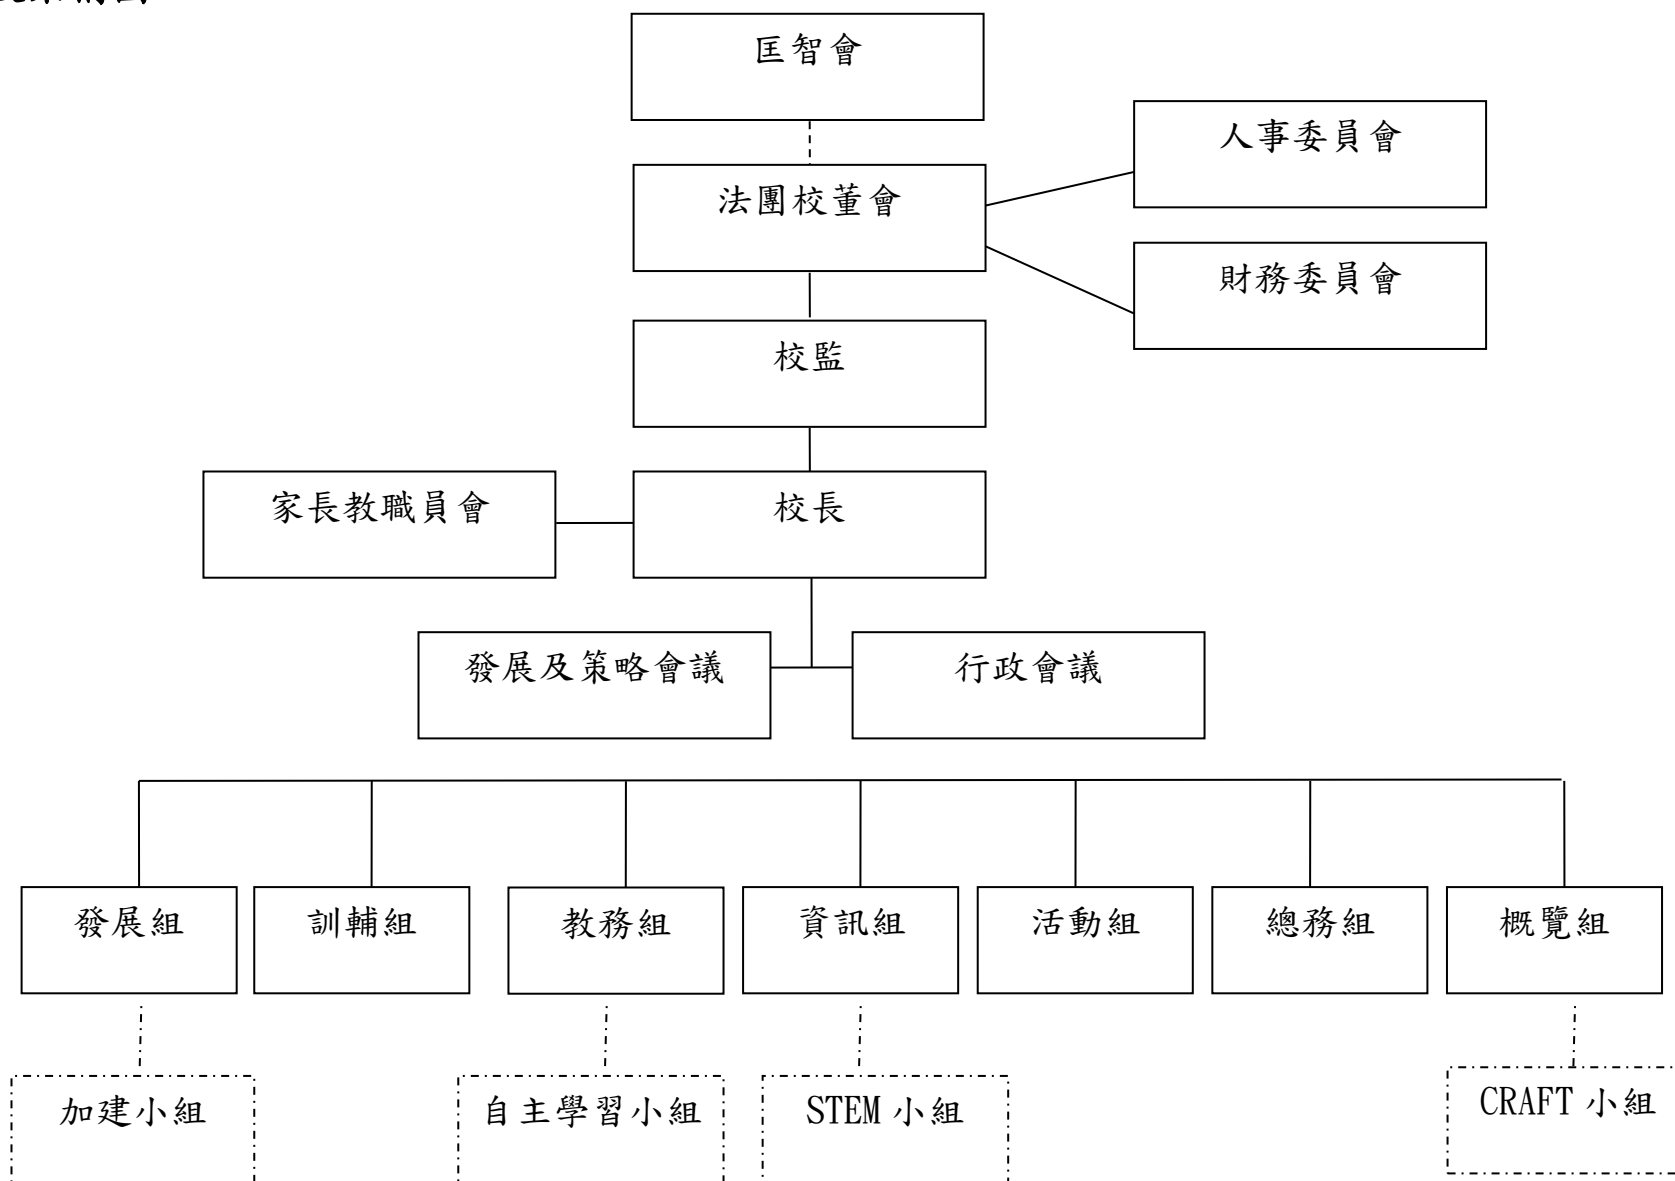 匡智會
人事委員會
法團校董會
財務委員會
校監
家長教職員會
校長
發展及策略會議
行政會議
發展組
訓輔組
教務組
資訊組
活動組
總務組
概覽組
加建小組
自主學習小組
STEM 小組
CRAFT 小組